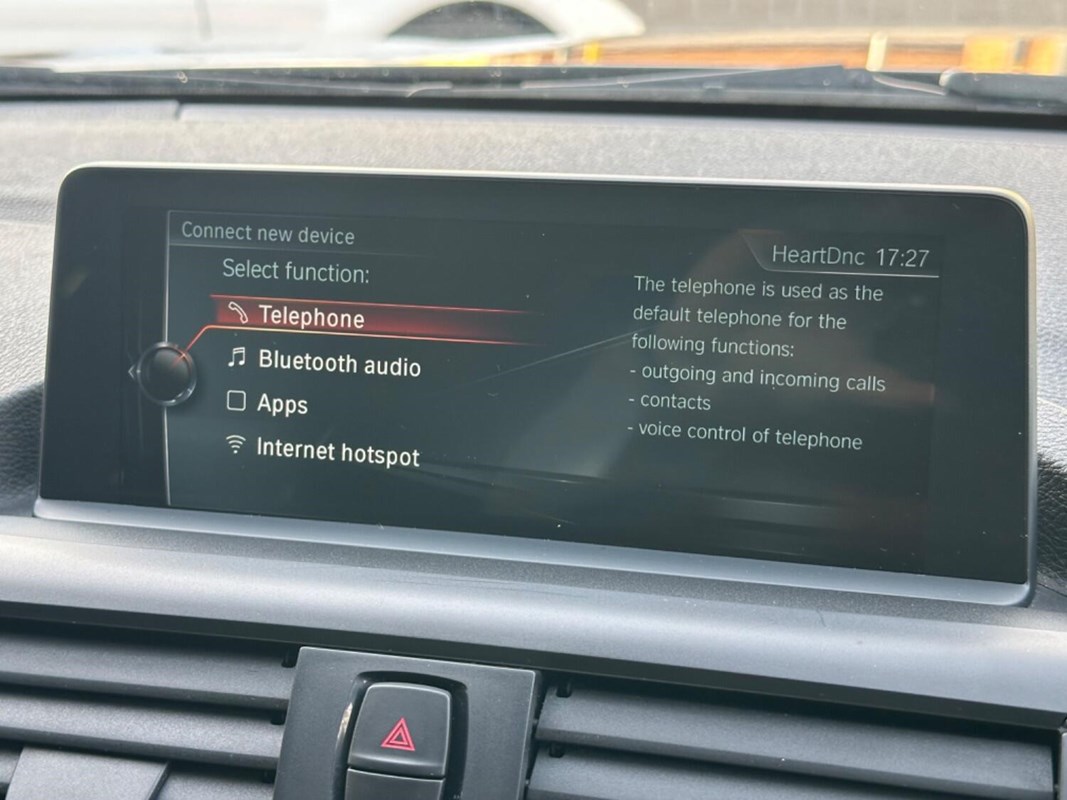 Connect new device
HeartDnc 17:27
Select function:
Telephone
Bluetooth audio
Apps
Internet hotspot
The telephone is used as the
default telephone for the
following functions:
- outgoing and incoming calls
- contacts
- voice control of telephone